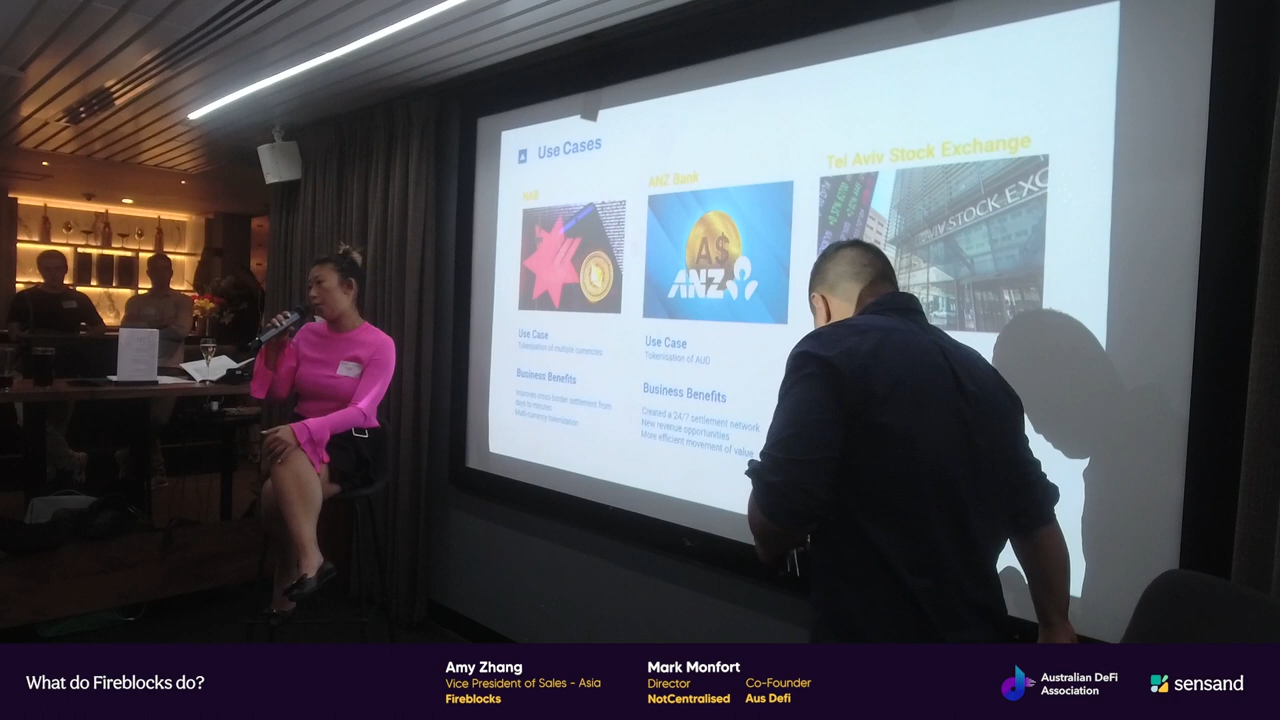 Use Cases
NAB
ANZ Bank
Tel Aviv Stock Exchange
A$
ANZ
AVIV STOCK EXC
Use Case
Tokenisation of multiple currencies
Business Benefits
Improves cross-border settlement from
days to minutes
Multi-currency tokenization
Use Case
Tokenisation of AUD
Business Benefits
Created a 24/7 settlement network
New revenue opportunities
More efficient movement of value
What do Fireblocks do?
Amy Zhang
Vice President of Sales - Asia
Fireblocks
Mark Monfort
Director
NotCentralised
Co-Founder
Aus Defi
Australian DeFi
Association
sensand